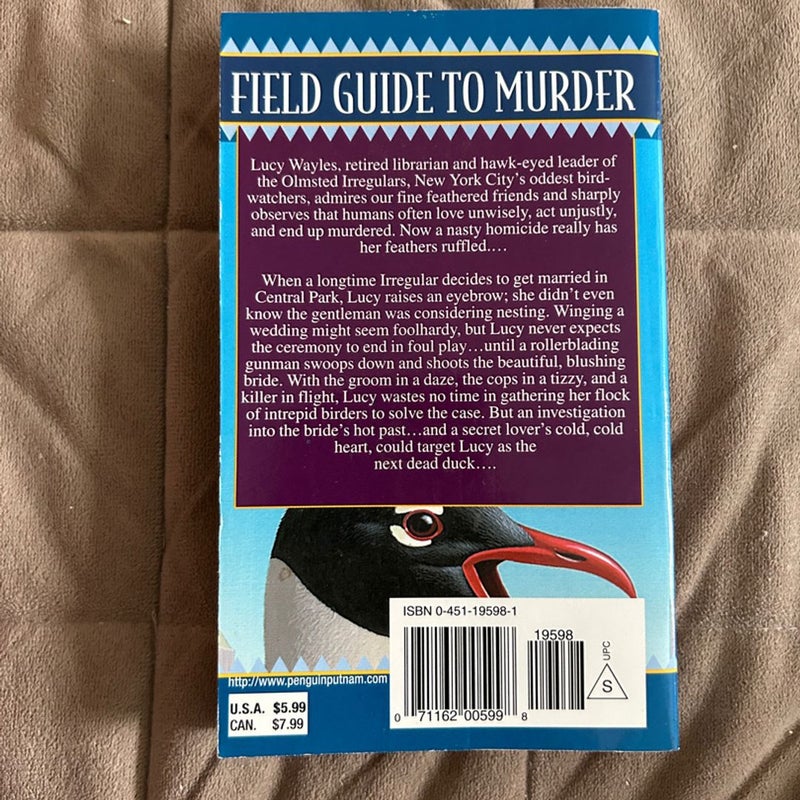 FIELD GUIDE TO MURDER
Lucy Wayles, retired librarian and hawk-eyed leader of
the Olmsted Irregulars, New York City's oddest bird-
watchers, admires our fine feathered friends and sharply
observes that humans often love unwisely, act unjustly,
and end up murdered. Now a nasty homicide really has
her feathers ruffled....
When a longtime Irregular decides to get married in
Central Park, Lucy raises an eyebrow; she didn't even
know the gentleman was considering nesting. Winging a
wedding might seem foolhardy, but Lucy never expects
the ceremony to end in foul play...until a rollerblading
gunman swoops down and shoots the beautiful, blushing
bride. With the groom in a daze, the cops in a tizzy, and a
killer in flight, Lucy wastes no time in gathering her flock
of intrepid birders to solve the case. But an investigation
into the bride's hot past...and a secret lover's cold, cold
heart, could target Lucy as the
next dead duck....
ISBN 0-451-19598-1
19598
UPC
S
0 71162 00599 8
http://www.penguinputnam.com
U.S.A. $5.99
CAN. $7.99